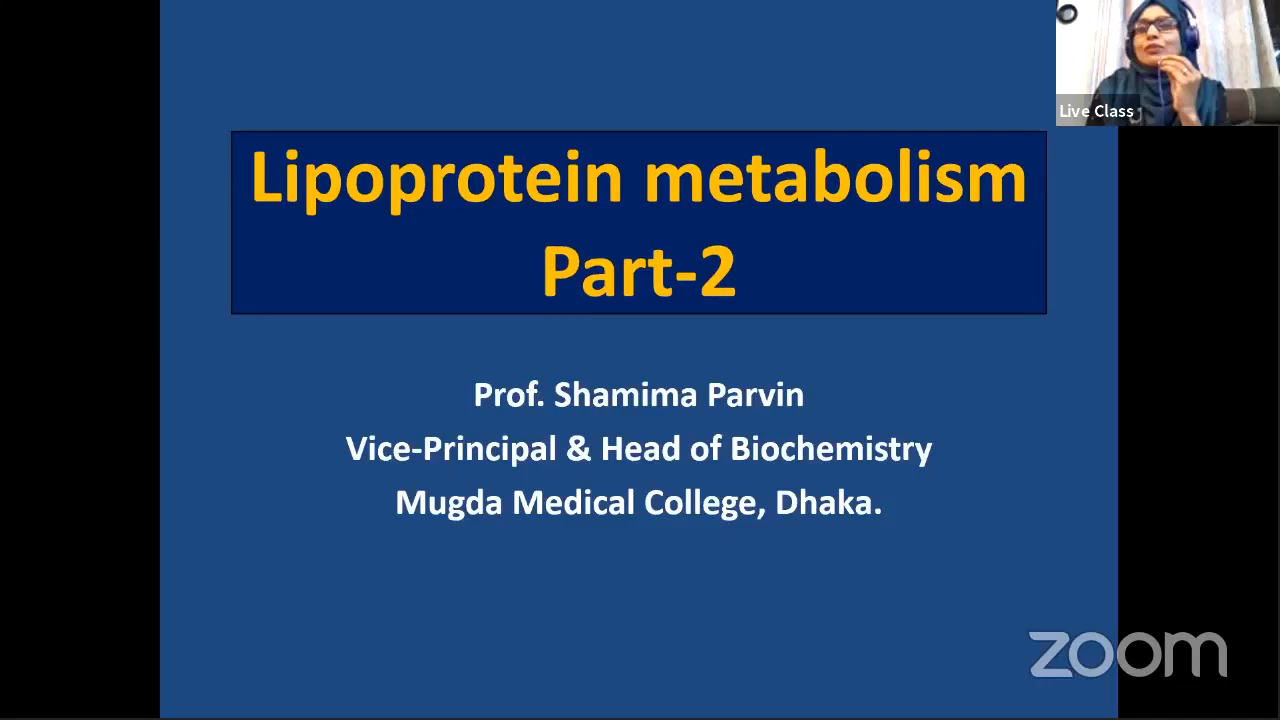 Live Class
Lipoprotein metabolism
Part-2
Prof. Shamima Parvin
Vice-Principal & Head of Biochemistry
Mugda Medical College, Dhaka.
zoom